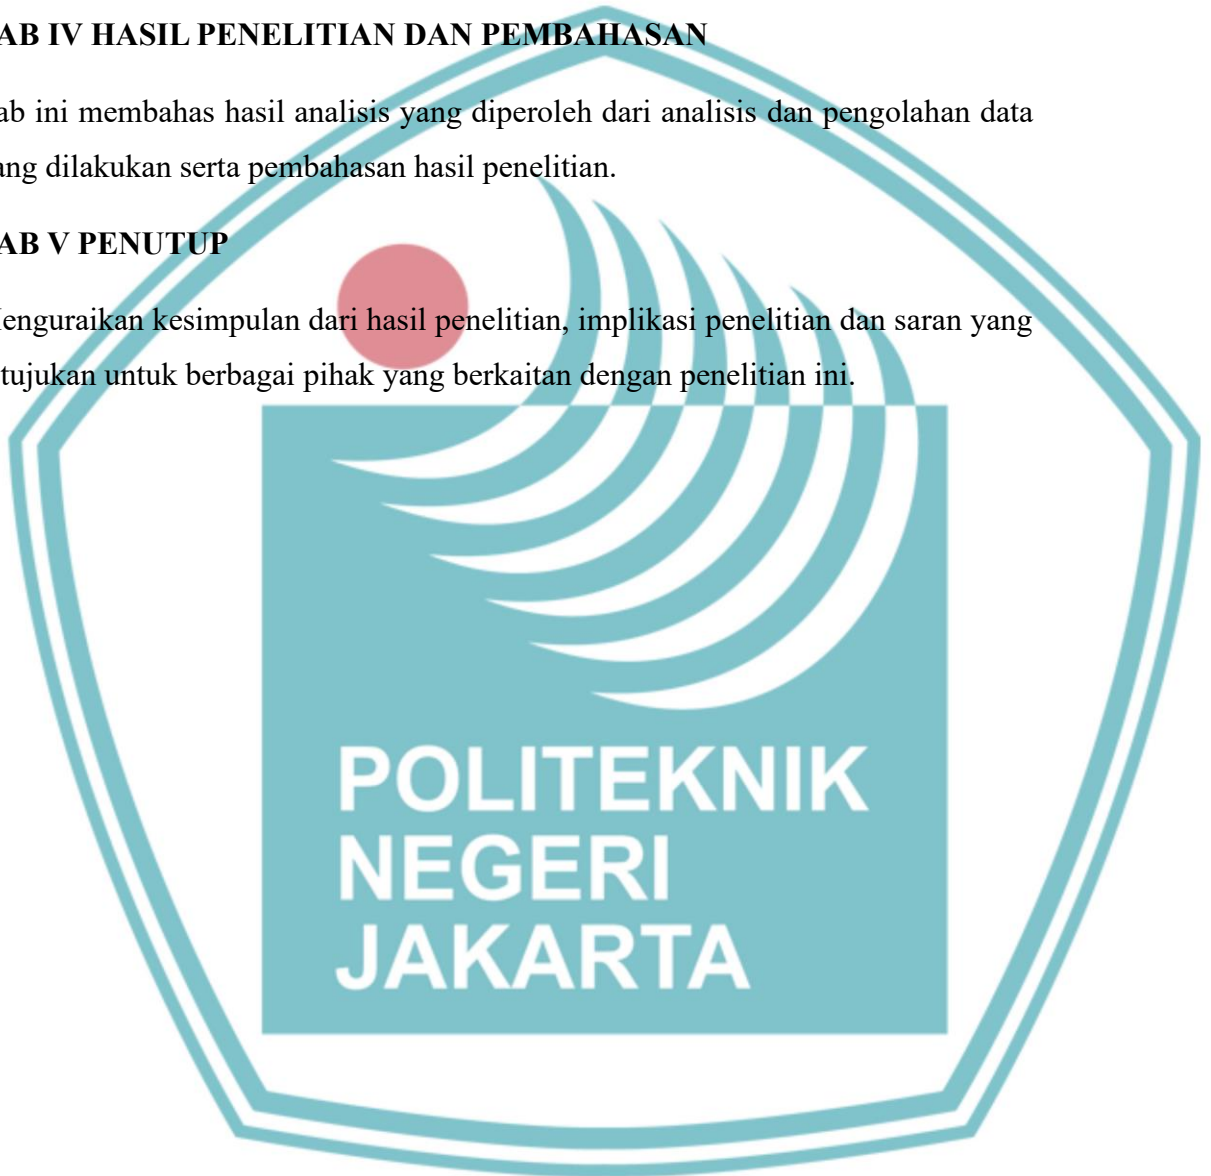 AB IV HASIL PENELITIAN DAN PEMBAHASAN
ab ini membahas hasil analisis yang diperoleh dari analisis dan pengolahan data
ang dilakukan serta pembahasan hasil penelitian.
AB V PENUTUP
enguraikan kesimpulan dari hasil penelitian, implikasi penelitian dan saran yang
tujukan untuk berbagai pihak yang berkaitan dengan penelitian ini.
POLITEKNIK
NEGERI
JAKARTA